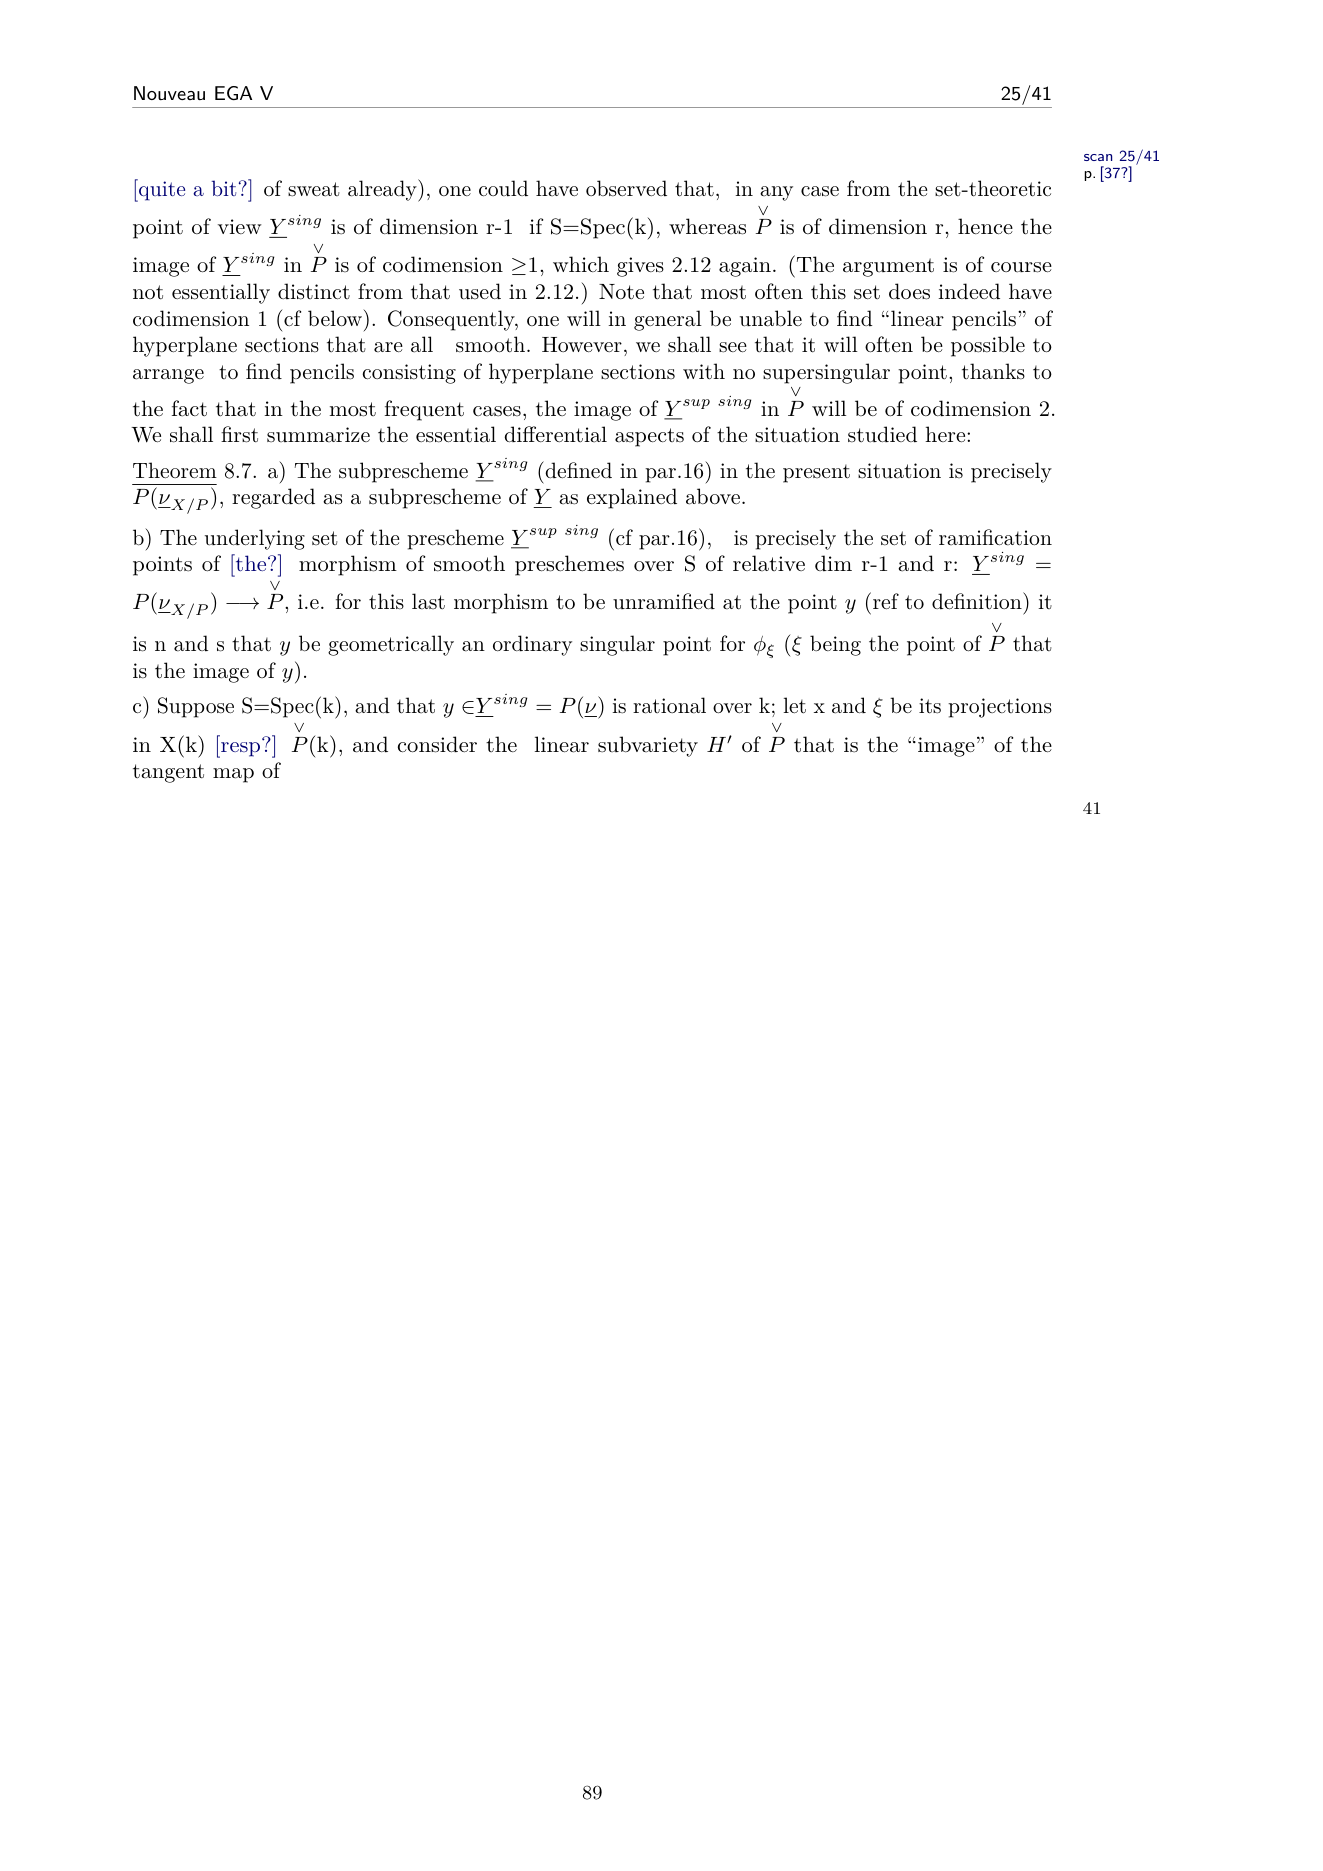 Nouveau EGA V 25/41
scan 25/41
p. [37?]
[quite a bit?] of sweat already), one could have observed that, in any case from the set-theoretic
point of view Y^{sing} is of dimension r-1 if S=Spec(k), whereas P̌ is of dimension r, hence the
image of Y^{sing} in P̌ is of codimension ≥1, which gives 2.12 again. (The argument is of course
not essentially distinct from that used in 2.12.) Note that most often this set does indeed have
codimension 1 (cf below). Consequently, one will in general be unable to find “linear pencils” of
hyperplane sections that are all smooth. However, we shall see that it will often be possible to
arrange to find pencils consisting of hyperplane sections with no supersingular point, thanks to
the fact that in the most frequent cases, the image of Y^{sup sing} in P̌ will be of codimension 2.
We shall first summarize the essential differential aspects of the situation studied here:
Theorem 8.7. a) The subprescheme Y^{sing} (defined in par.16) in the present situation is precisely
P(ν_{X/P}), regarded as a subprescheme of Y as explained above.
b) The underlying set of the prescheme Y^{sup sing} (cf par.16), is precisely the set of ramification
points of [the?] morphism of smooth preschemes over S of relative dim r-1 and r: Y^{sing} =
P(ν_{X/P}) ⟶ P̌, i.e. for this last morphism to be unramified at the point y (ref to definition) it
is n and s that y be geometrically an ordinary singular point for ϕ_ξ (ξ being the point of P̌ that
is the image of y).
c) Suppose S=Spec(k), and that y ∈Y^{sing} = P(ν) is rational over k; let x and ξ be its projections
in X(k) [resp?] P̌(k), and consider the linear subvariety H′ of P̌ that is the “image” of the
tangent map of
41
89